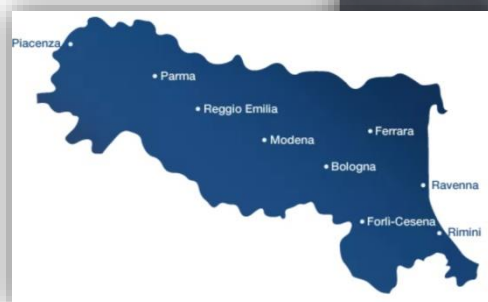 Piacenza
Parma
Reggio Emilia
Modena
Ferrara
Bologna
Ravenna
Forlì-Cesena
Rimini